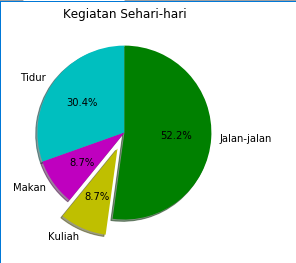 Kegiatan Sehari-hari
Tidur
30.4%
52.2%
Jalan-jalan
8.7%
Makan
8.7%
Kuliah